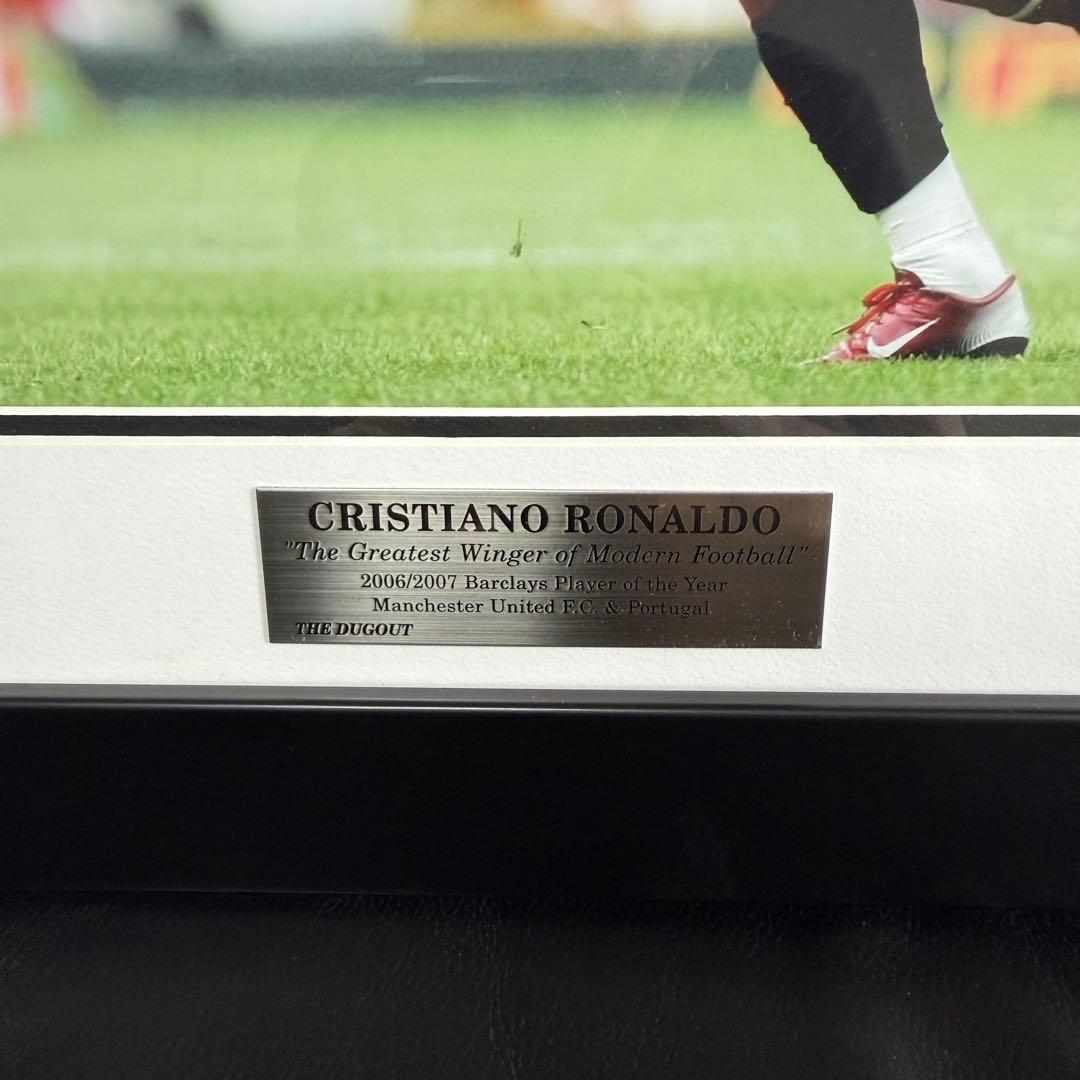 CRISTIANO RONALDO
"The Greatest Winger of Modern Football"
2006/2007 Barclays Player of the Year
Manchester United F.C. & Portugal
THE DUGOUT